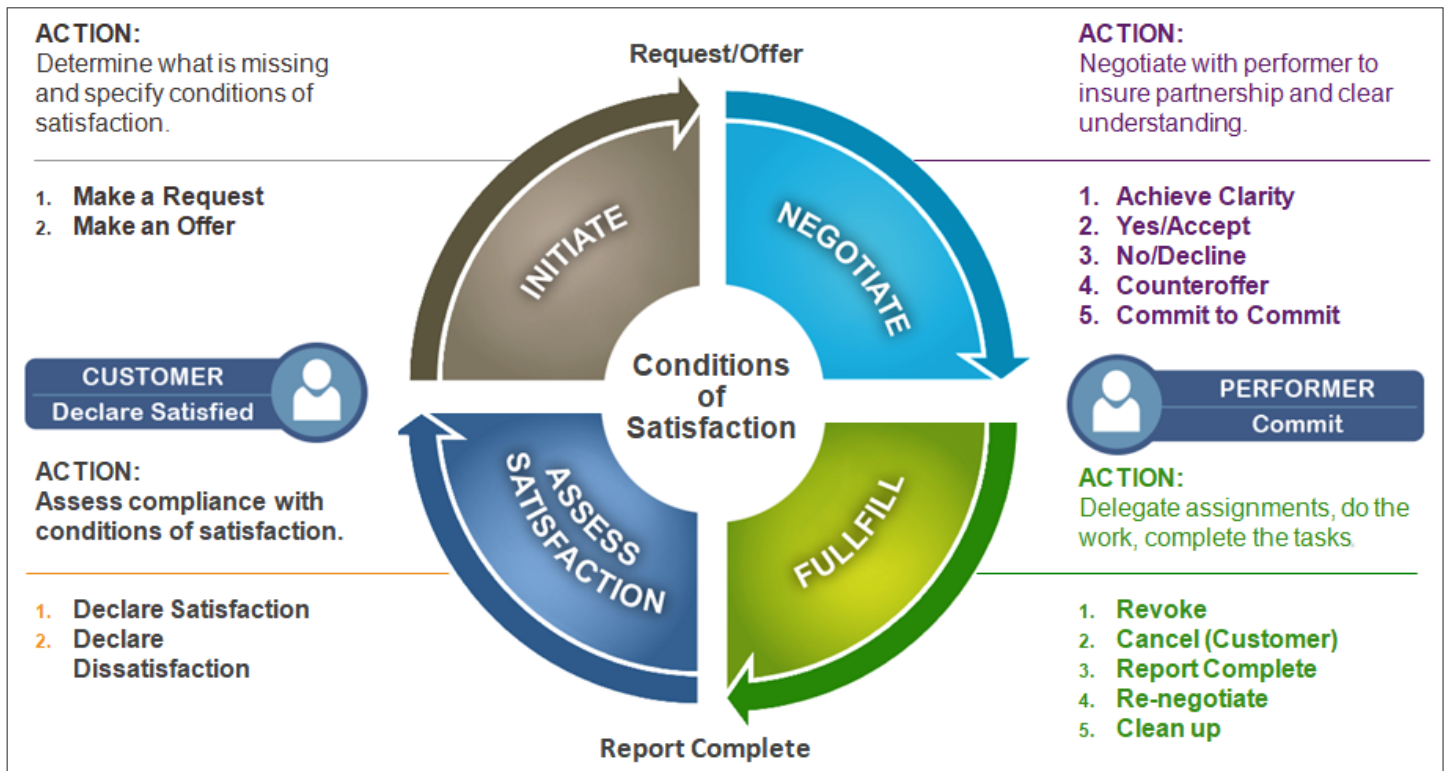 ACTION:
Determine what is missing
and specify conditions of
satisfaction.
1. Make a Request
2. Make an Offer
Request/Offer
ACTION:
Negotiate with performer to
insure partnership and clear
understanding.
1. Achieve Clarity
2. Yes/Accept
3. No/Decline
4. Counteroffer
5. Commit to Commit
INITIATE
NEGOTIATE
Conditions
of
Satisfaction
CUSTOMER
Declare Satisfied
PERFORMER
Commit
ASSESS
SATISFACTION
FULLFILL
ACTION:
Assess compliance with
conditions of satisfaction.
1. Declare Satisfaction
2. Declare
Dissatisfaction
ACTION:
Delegate assignments, do the
work, complete the tasks.
1. Revoke
2. Cancel (Customer)
3. Report Complete
4. Re-negotiate
5. Clean up
Report Complete